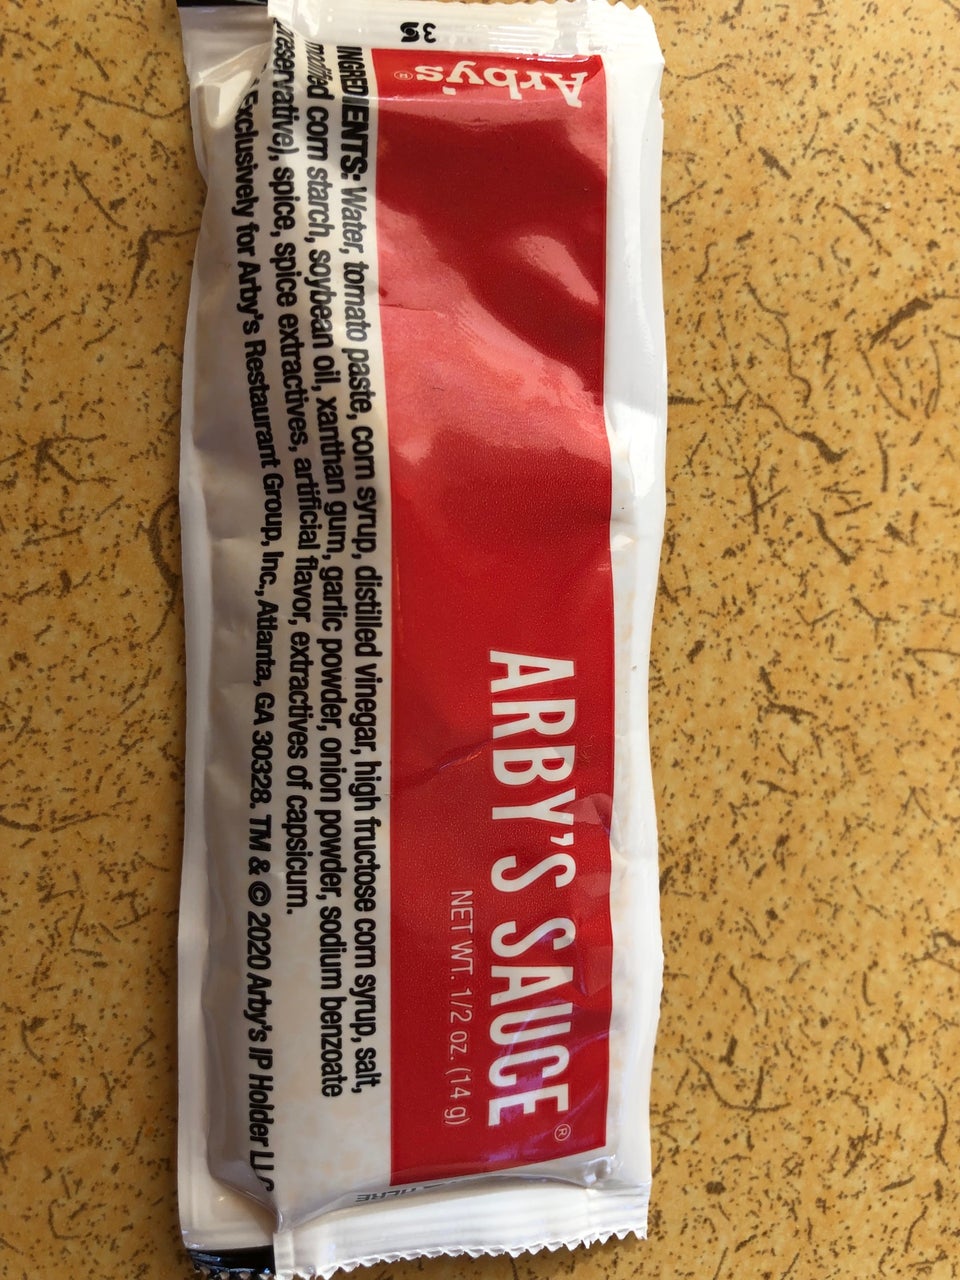 Arby's®
ARBY'S SAUCE®
NET WT. 1/2 oz. (14 g)
INGREDIENTS: Water, tomato paste, corn syrup, distilled vinegar, high fructose corn syrup, salt,
modified corn starch, soybean oil, xanthan gum, garlic powder, onion powder, sodium benzoate
preservative), spice, spice extractives, artificial flavor, extractives of capsicum.
Exclusively for Arby's Restaurant Group, Inc., Atlanta, GA 30328. TM & © 2020 Arby's IP Holder LLC
HERE